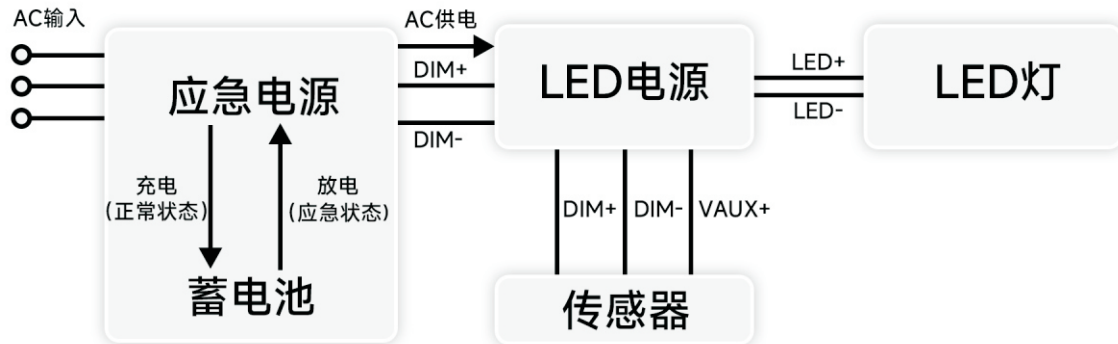 AC输入
AC供电
应急电源
DIM+
DIM-
LED电源
LED+
LED-
LED灯
充电
(正常状态)
放电
(应急状态)
蓄电池
DIM+
DIM-
VAUX+
传感器